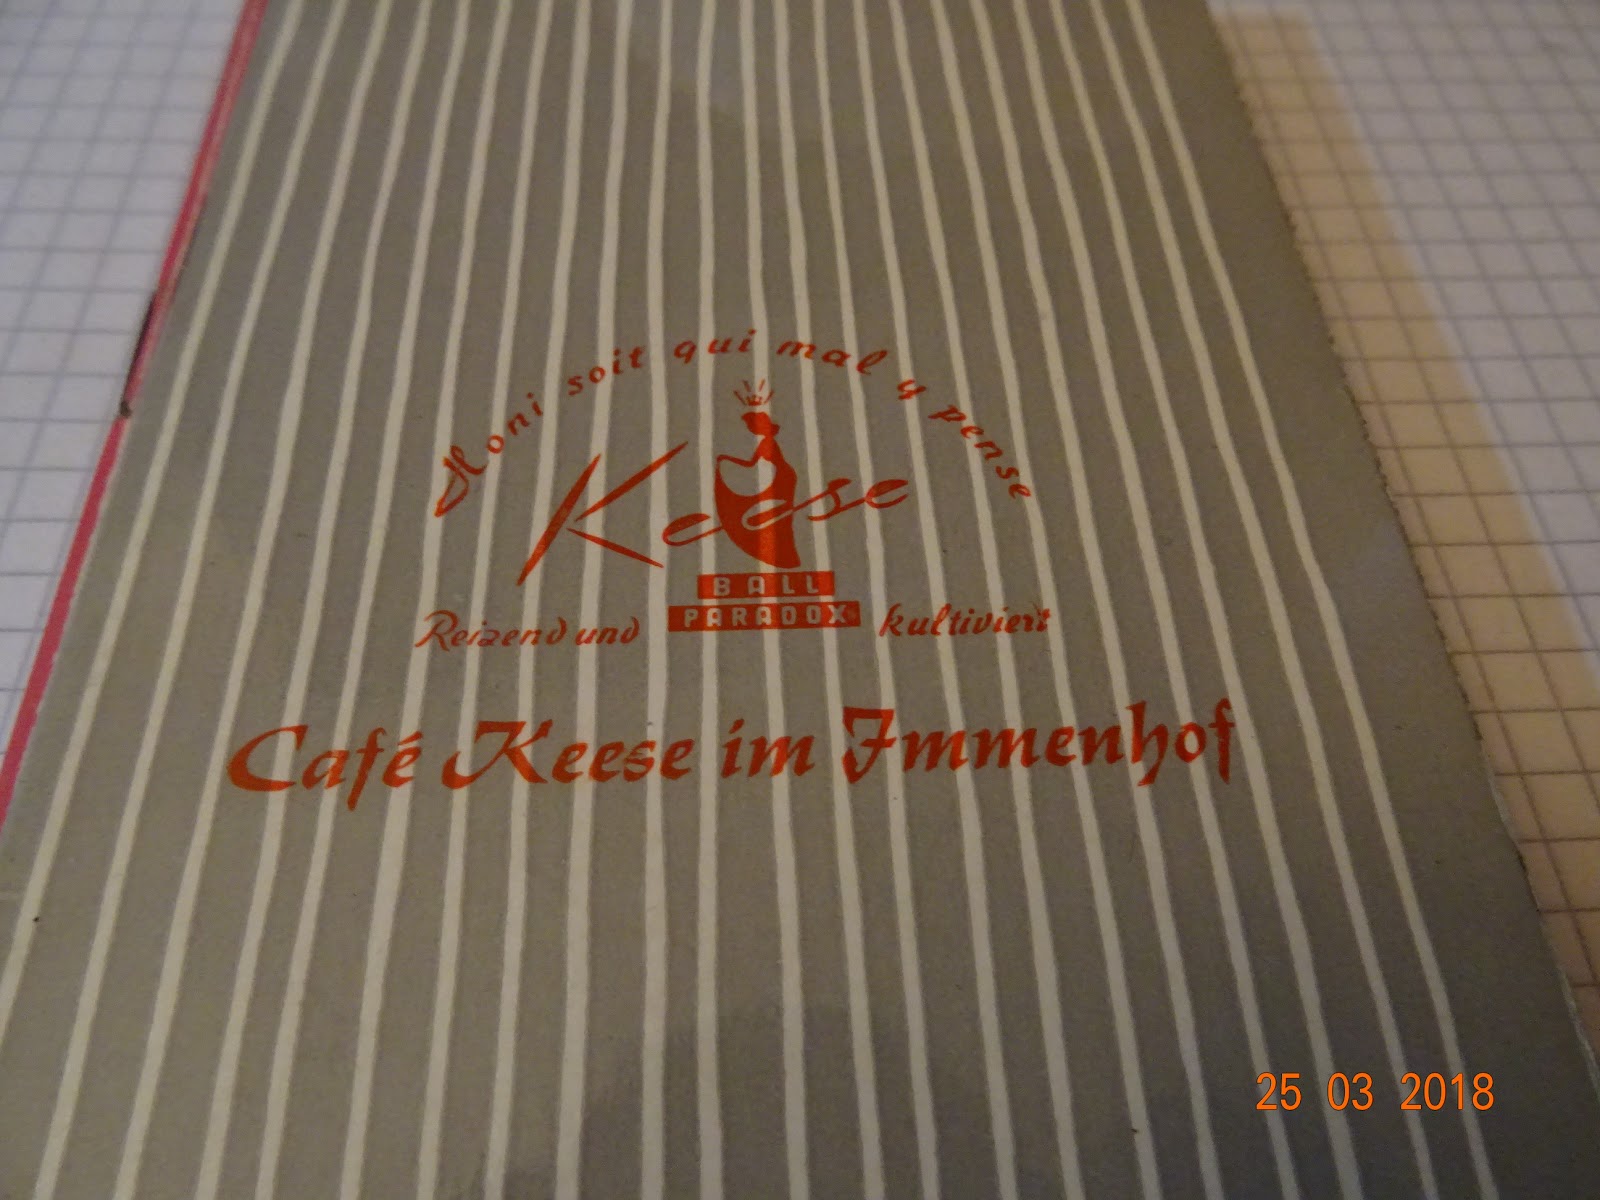 Honi soit qui mal y pense
Keese
BALL
PARADOX
Reizend und kultiviert
Café Keese im Immenhof
25 03 2018